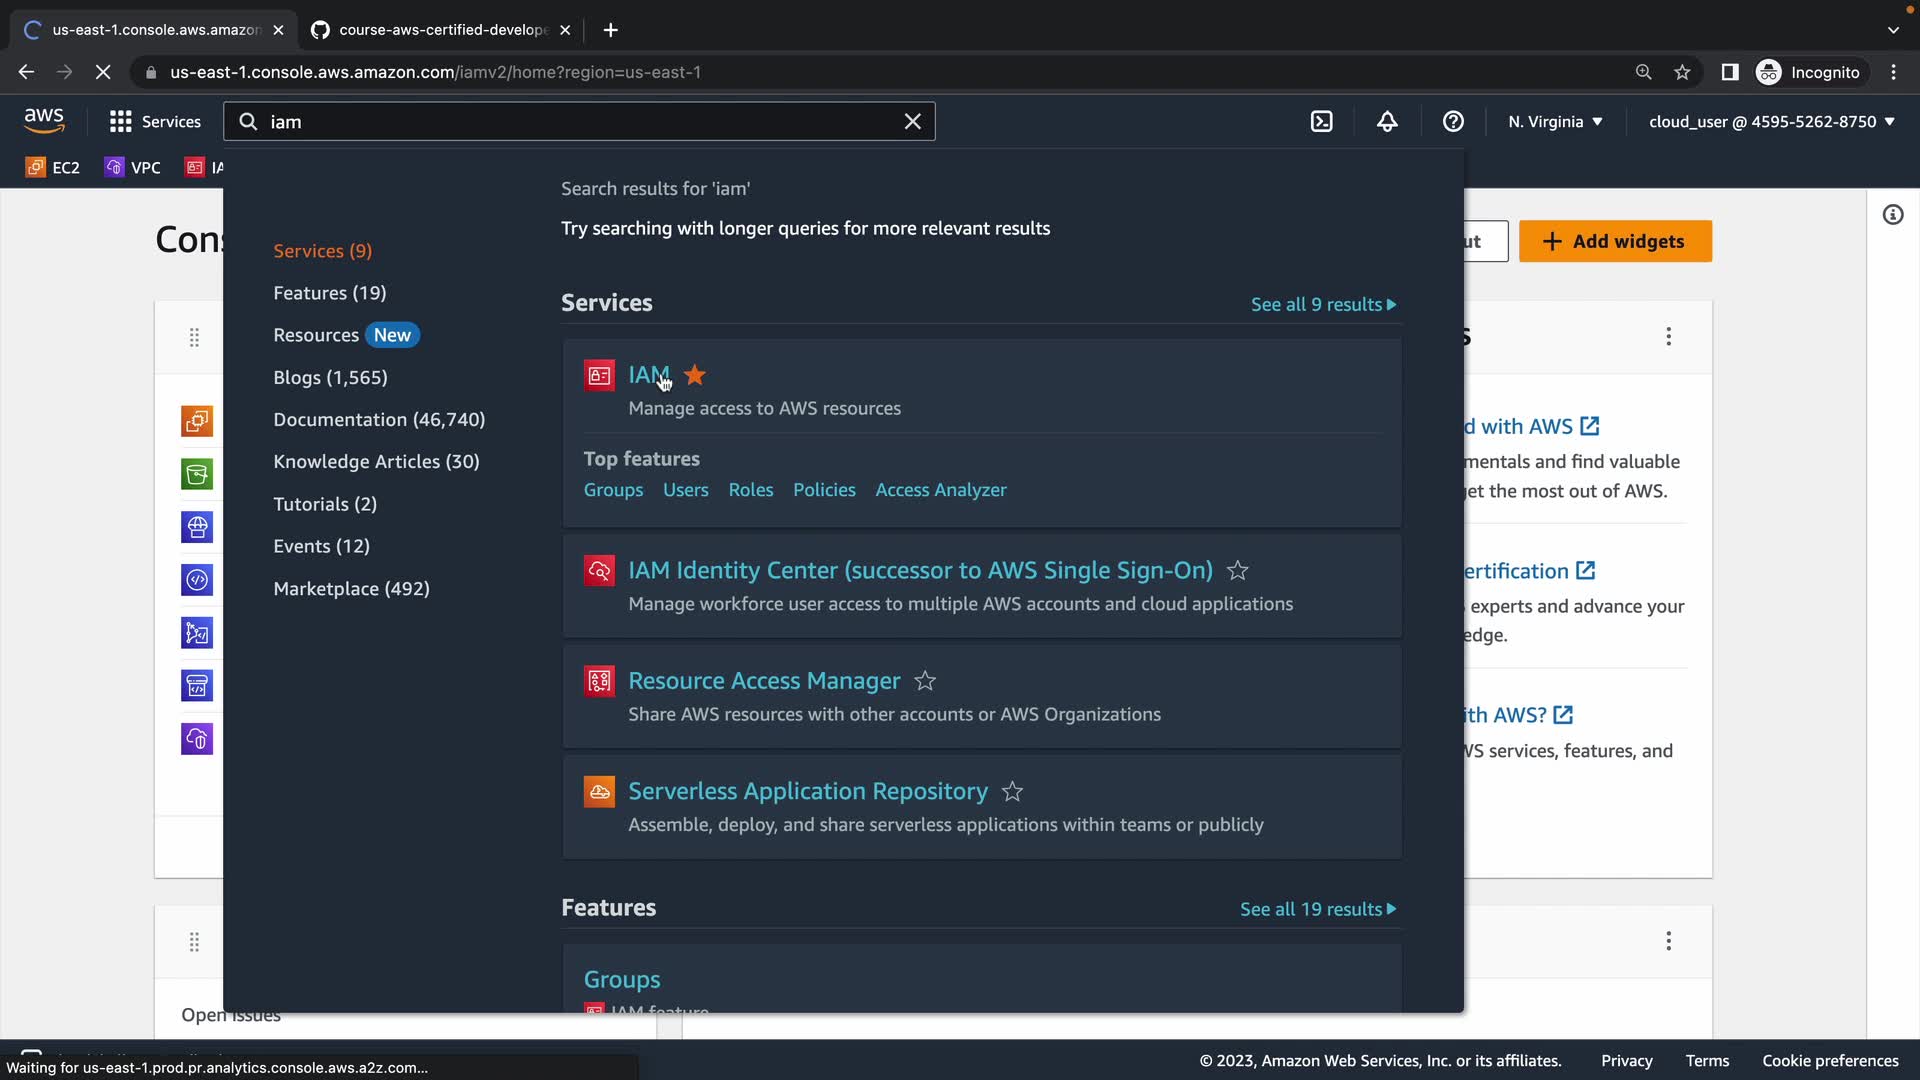 us-east-1.console.aws.amazon
course-aws-certified-develope
us-east-1.console.aws.amazon.com/iamv2/home?region=us-east-1
Incognito
aws
Services
iam
N. Virginia
cloud_user @ 4595-5262-8750
EC2
VPC
IA
Search results for 'iam'
Try searching with longer queries for more relevant results
Cons
ut
Add widgets
Services (9)
Features (19)
Resources New
Blogs (1,565)
Documentation (46,740)
Knowledge Articles (30)
Tutorials (2)
Events (12)
Marketplace (492)
Services
See all 9 results
IAM
Manage access to AWS resources
Top features
Groups Users Roles Policies Access Analyzer
IAM Identity Center (successor to AWS Single Sign-On)
Manage workforce user access to multiple AWS accounts and cloud applications
Resource Access Manager
Share AWS resources with other accounts or AWS Organizations
Serverless Application Repository
Assemble, deploy, and share serverless applications within teams or publicly
Features
See all 19 results
Groups
IAM feature
s
d with AWS
mentals and find valuable
get the most out of AWS.
ertification
experts and advance your
edge.
ith AWS?
WS services, features, and
Open issues
Waiting for us-east-1.prod.pr.analytics.console.aws.a2z.com...
© 2023, Amazon Web Services, Inc. or its affiliates.
Privacy
Terms
Cookie preferences